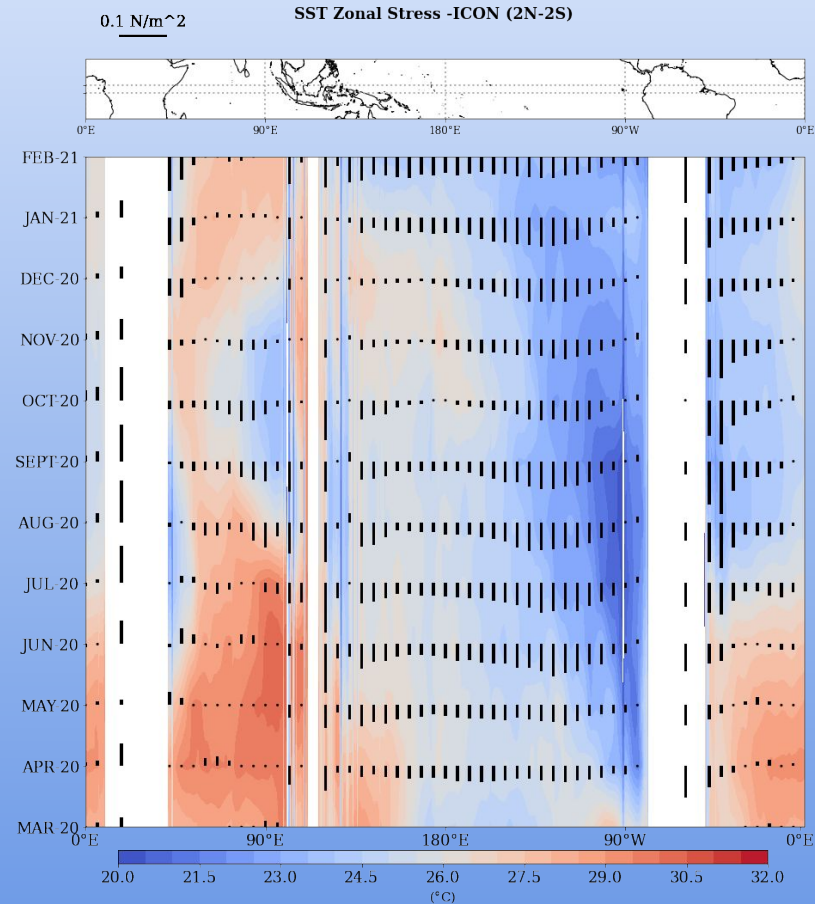 SST Zonal Stress -ICON (2N-2S)
0.1 N/m^2
0°E 90°E 180°E 90°W 0°E
FEB-21
JAN-21
DEC-20
NOV-20
OCT-20
SEPT-20
AUG-20
JUL-20
JUN 20
MAY 20
APR 20
MAR 20
0°E 90°E 180°E 90°W 0°E
20.0 21.5 23.0 24.5 26.0 27.5 29.0 30.5 32.0
(°C)